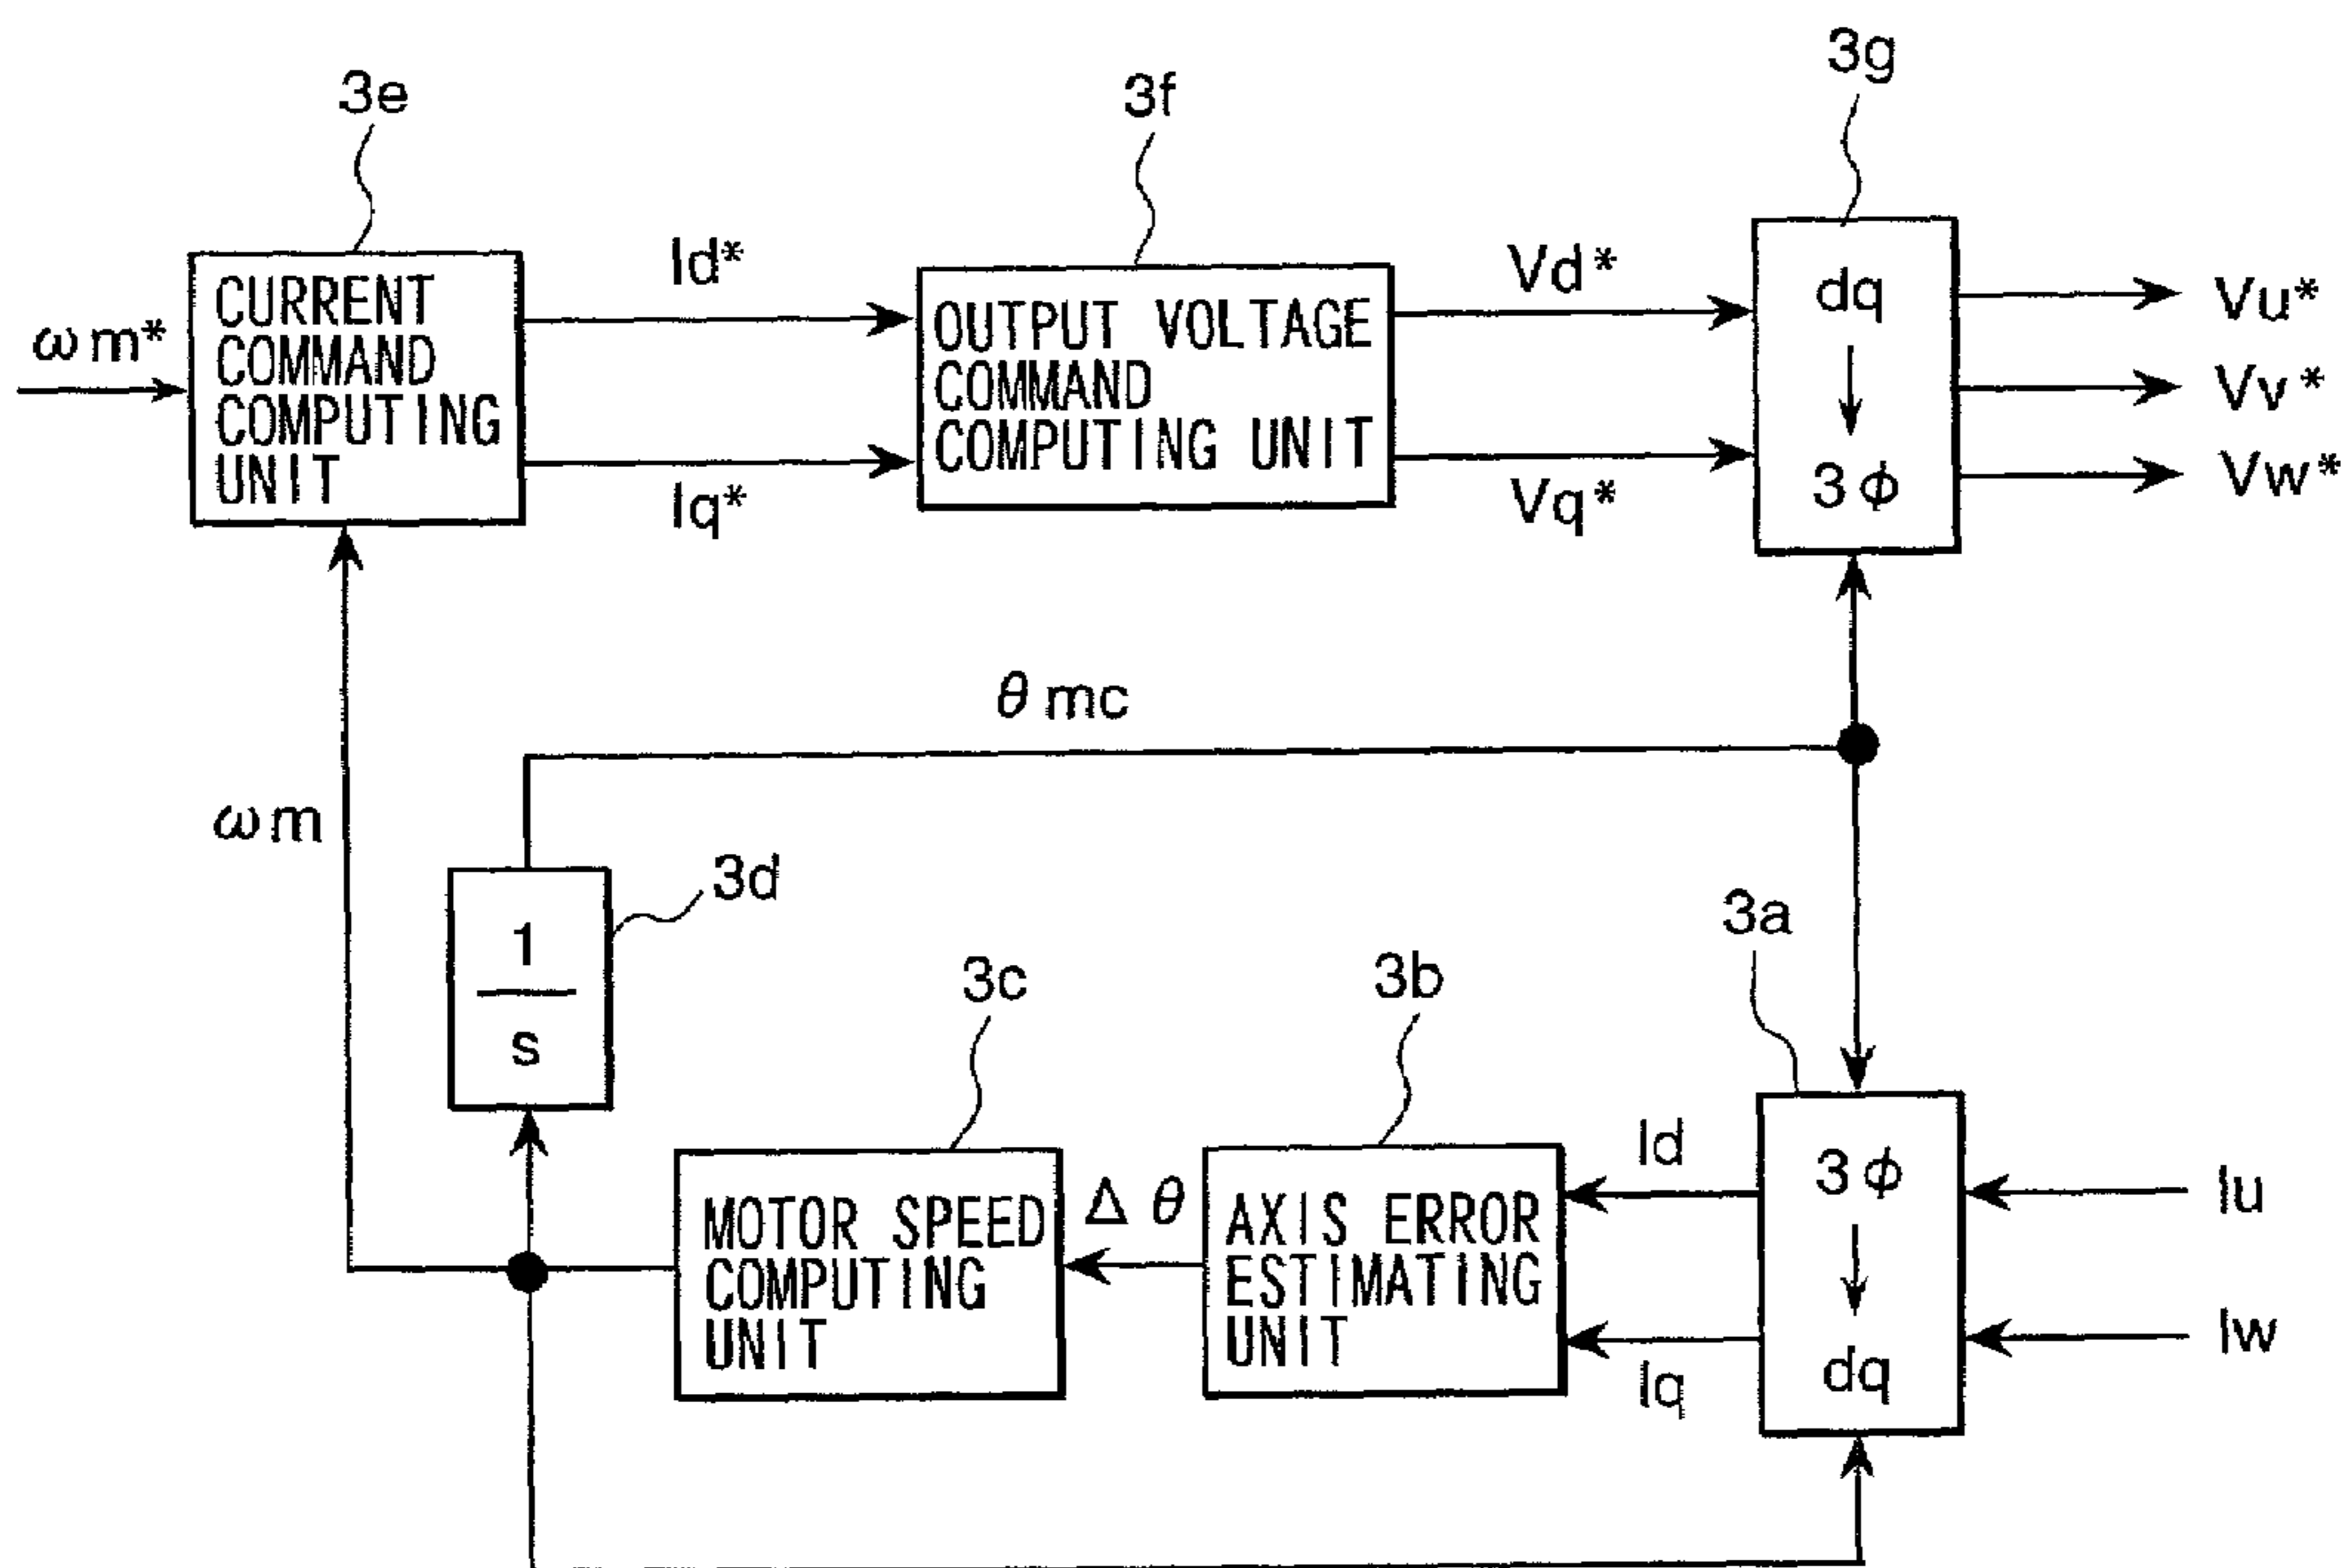 3e
3f
3g
ωm*
CURRENT
COMMAND
COMPUTING
UNIT
Id*
Iq*
OUTPUT VOLTAGE
COMMAND
COMPUTING UNIT
Vd*
Vq*
dq
3φ
Vu*
Vv*
Vw*
θmc
ωm
3d
1
s
3c
MOTOR SPEED
COMPUTING
UNIT
Δθ
3b
AXIS ERROR
ESTIMATING
UNIT
Id
Iq
3a
3φ
dq
Iu
Iw